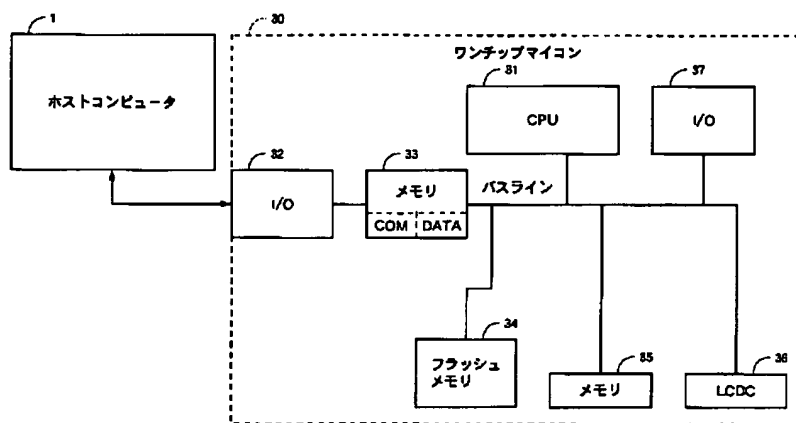 1
30
ワンチップマイコン
ホストコンピュータ
31
CPU
37
I/O
32
I/O
33
メモリ
COM DATA
バスライン
34
フラッシュ
メモリ
35
メモリ
36
LCDC